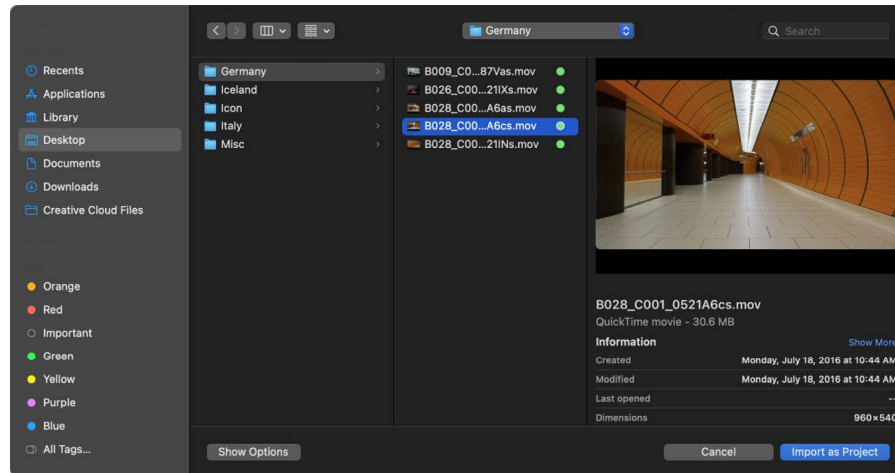 Germany
Search
Recents
Applications
Library
Desktop
Documents
Downloads
Creative Cloud Files
Orange
Red
Important
Green
Yellow
Purple
Blue
All Tags...
Germany
Iceland
Icon
Italy
Misc
B009_C0...87Vas.mov
B026_C00...21IXs.mov
B028_C00...A6as.mov
B028_C00...A6cs.mov
B028_C00...21INs.mov
B028_C001_0521A6cs.mov
QuickTime movie - 30.6 MB
Information Show More
Created Monday, July 18, 2016 at 10:44 AM
Modified Monday, July 18, 2016 at 10:44 AM
Last opened --
Dimensions 960×540
Show Options
Cancel
Import as Project